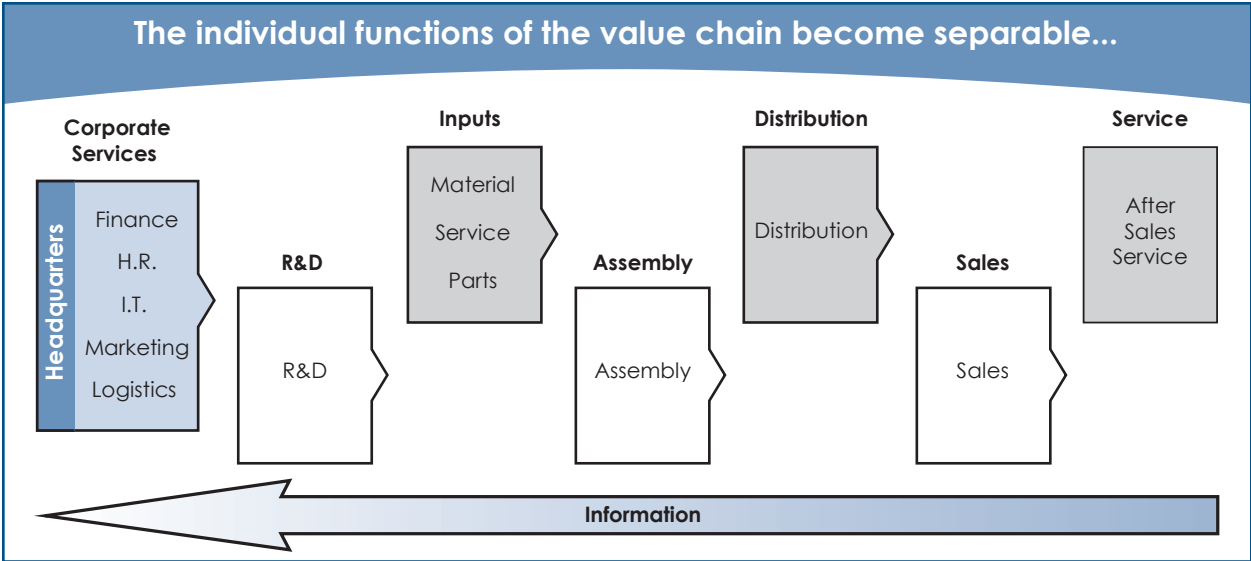 The individual functions of the value chain become separable...
Corporate
Services
Headquarters
Finance
H.R.
I.T.
Marketing
Logistics
R&D
R&D
Inputs
Material
Service
Parts
Assembly
Assembly
Distribution
Distribution
Sales
Sales
Service
After
Sales
Service
Information